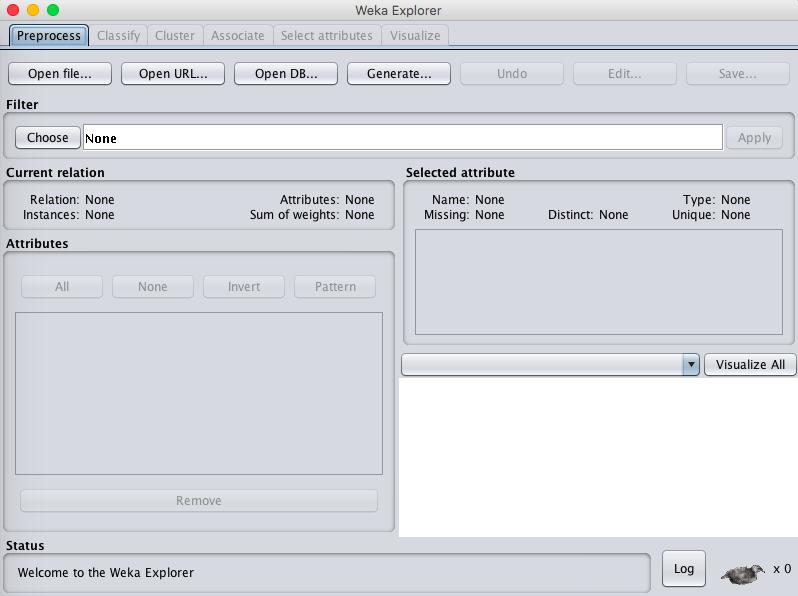 Weka Explorer
Preprocess Classify Cluster Associate Select attributes Visualize
Open file... Open URL... Open DB... Generate... Undo Edit... Save...
Filter
Choose None Apply
Current relation
Relation: None Attributes: None
Instances: None Sum of weights: None
Attributes
All None Invert Pattern
Remove
Selected attribute
Name: None Type: None
Missing: None Distinct: None Unique: None
Visualize All
Status
Welcome to the Weka Explorer
Log x 0